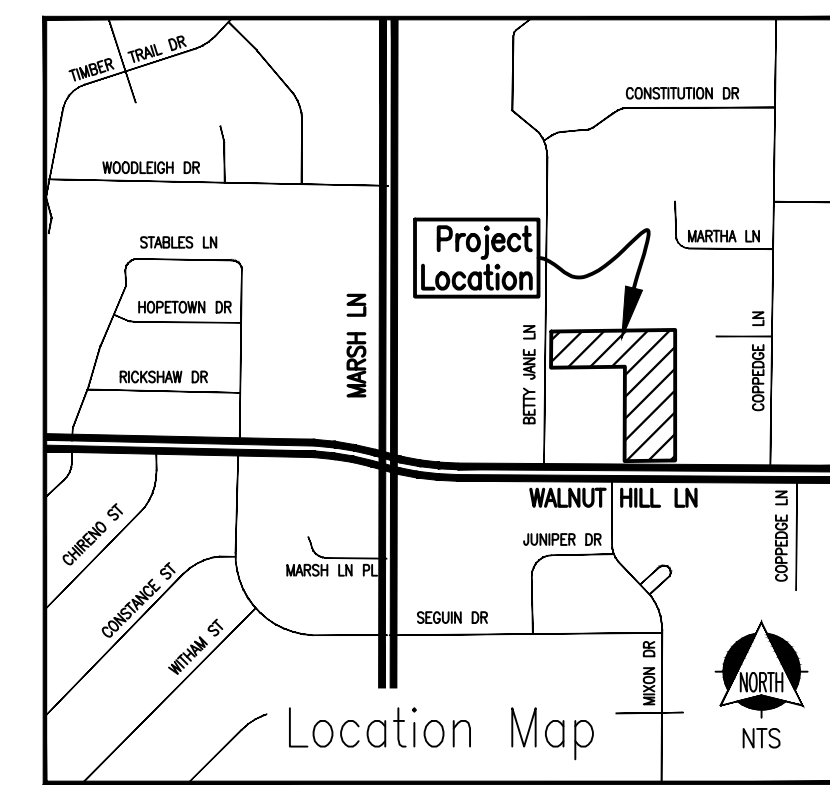 TIMBER TRAIL DR
CONSTITUTION DR
WOODLEIGH DR
STABLES LN
Project
Location
MARTHA LN
HOPETOWN DR
MARSH LN
BETTY JANE LN
COPPEDGE LN
RICKSHAW DR
WALNUT HILL LN
CHIRENO ST
JUNIPER DR
COPPEDGE LN
MARSH LN PL
CONSTANCE ST
SEGUIN DR
WITHAM ST
MIXON DR
NORTH
NTS
Location Map